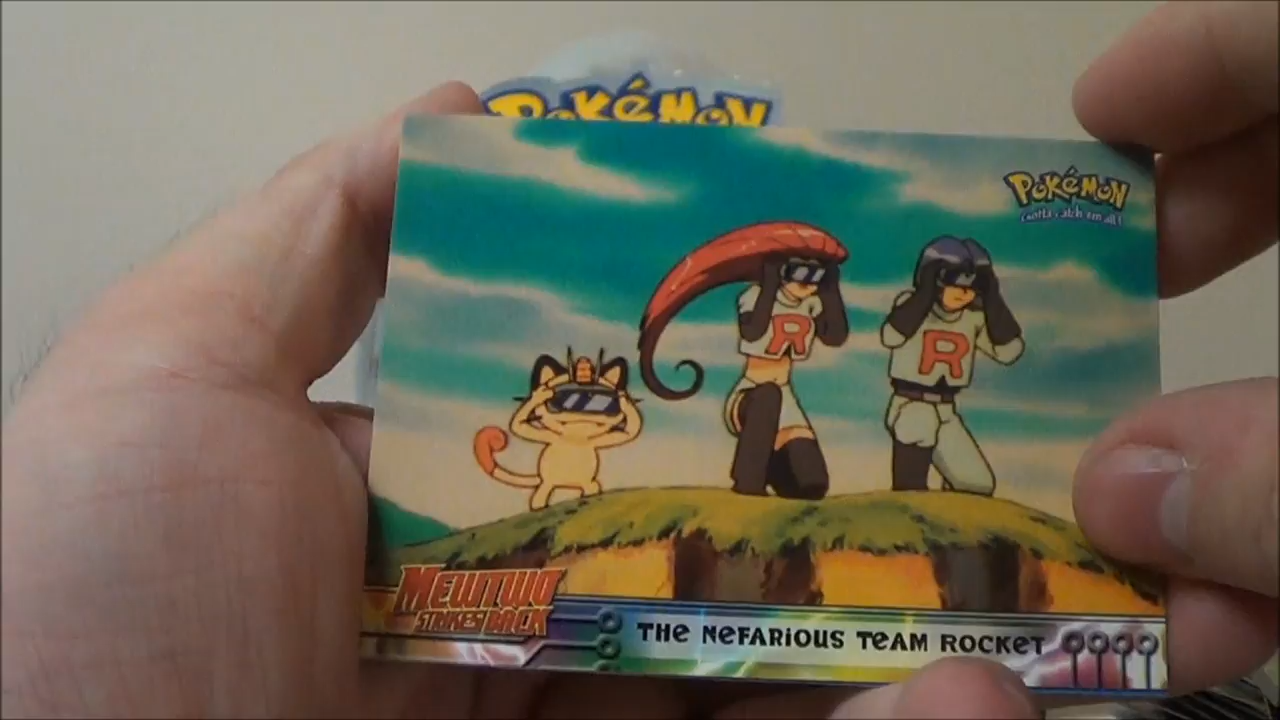 POKéMON
POKéMON
Gotta catch 'em all!
R
R
MEWTWO
STRIKES BACK
THE NEFARIOUS TEAM ROCKET